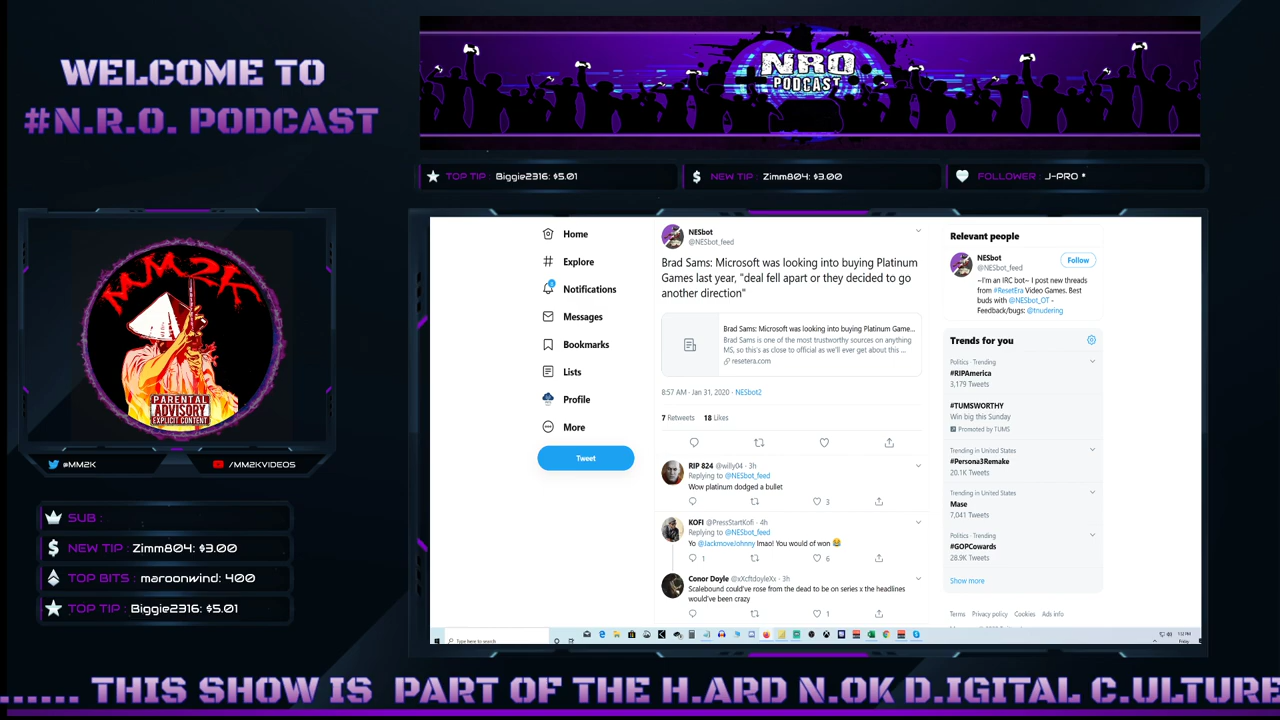 WELCOME TO
#N.R.O. PODCAST
NRO
PODCAST
TOP TIP : Biggie2316: $5.01
NEW TIP : Zimm804: $3.00
FOLLOWER : J-PRO *
MM2K
PARENTAL
ADVISORY
EXPLICIT CONTENT
@MM2K
/MM2KVIDEOS
SUB :
NEW TIP : Zimm804: $3.00
TOP BITS : maroonwind: 400
TOP TIP : Biggie2316: $5.01
Home
Explore
Notifications
Messages
Bookmarks
Lists
Profile
More
Tweet
NESbot
@NESbot_feed
Brad Sams: Microsoft was looking into buying Platinum
Games last year, "deal fell apart or they decided to go
another direction"
Brad Sams: Microsoft was looking into buying Platinum Game...
Brad Sams is one of the most trustworthy sources on anything
MS, so this's as close to official as we'll ever get about this ...
resetera.com
8:57 AM · Jan 31, 2020 · NESbot2
7 Retweets 18 Likes
RIP 824 @willy04 · 3h
Replying to @NESbot_feed
Wow platinum dodged a bullet
3
KOFI @PressStartKofi · 4h
Replying to @NESbot_feed
Yo @JackmoveJohnny lmao! You would of won 😂
1 6
Conor Doyle @xXcftdoyleXx · 3h
Scalebound could've rose from the dead to be on series x the headlines
would've been crazy
1
Relevant people
NESbot
@NESbot_feed
Follow
~I'm an IRC bot~ I post new threads
from #ResetEra Video Games. Best
buds with @NESbot_OT -
Feedback/bugs: @tnudering
Trends for you
Politics · Trending
#RIPAmerica
3,179 Tweets
#TUMSWORTHY
Win big this Sunday
Promoted by TUMS
Trending in United States
#Persona3Remake
20.1K Tweets
Trending in United States
Mase
7,041 Tweets
Politics · Trending
#GOPCowards
28.9K Tweets
Show more
Terms Privacy policy Cookies Ads info
Type here to search
1:12 PM
Friday
...... THIS SHOW IS PART OF THE H.ARD N.OK D.IGITAL C.ULTURE